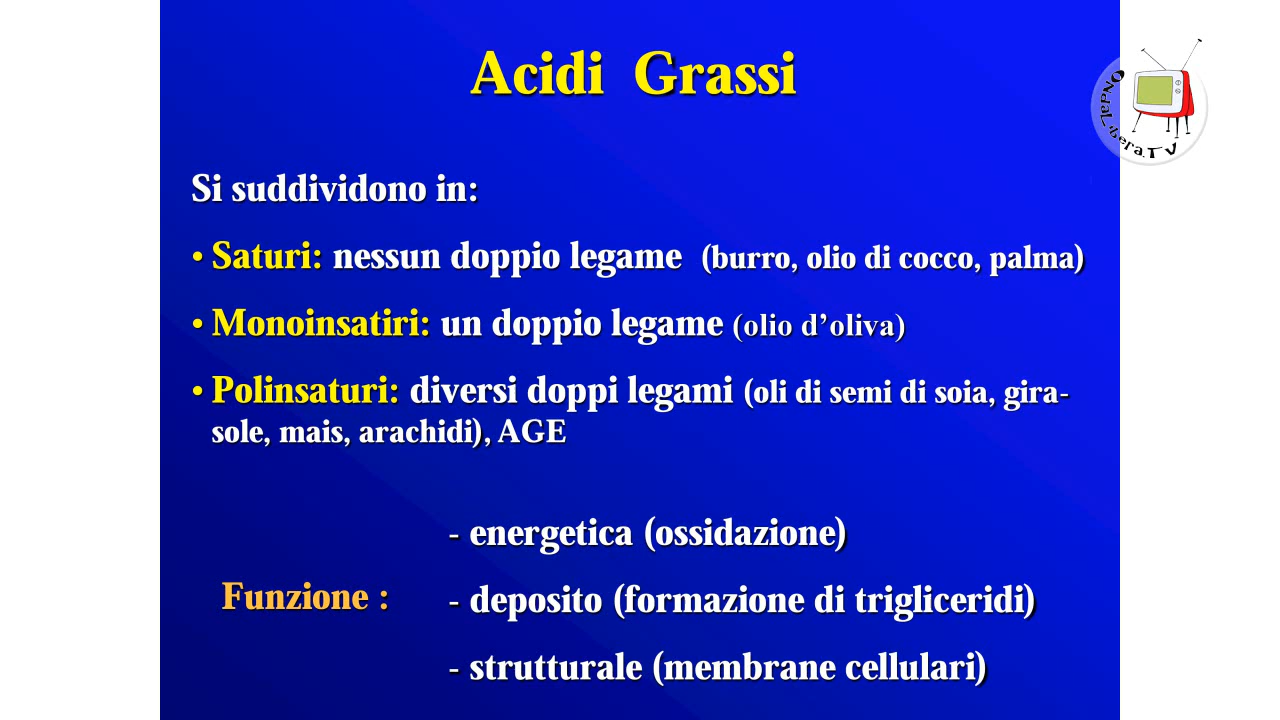 Acidi Grassi
OndaLibera.TV
Si suddividono in:
• Saturi: nessun doppio legame (burro, olio di cocco, palma)
• Monoinsatiri: un doppio legame (olio d’oliva)
• Polinsaturi: diversi doppi legami (oli di semi di soia, gira-
sole, mais, arachidi), AGE
- energetica (ossidazione)
Funzione :
- deposito (formazione di trigliceridi)
- strutturale (membrane cellulari)